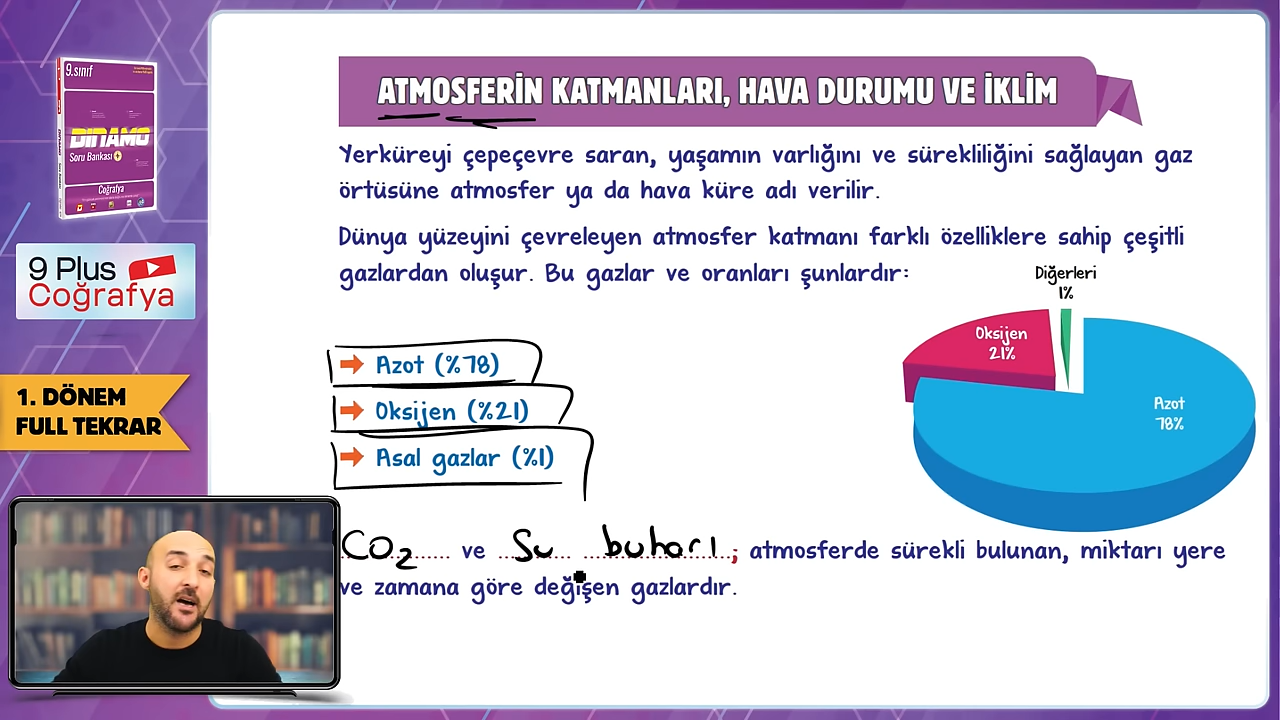 9.sınıf
DİNAMO
Soru Bankası +
Coğrafya
9 Plus
Coğrafya
1. DÖNEM
FULL TEKRAR
ATMOSFERİN KATMANLARI, HAVA DURUMU VE İKLİM
Yerküreyi çepeçevre saran, yaşamın varlığını ve sürekliliğini sağlayan gaz
örtüsüne atmosfer ya da hava küre adı verilir.
Dünya yüzeyini çevreleyen atmosfer katmanı farklı özelliklere sahip çeşitli
gazlardan oluşur. Bu gazlar ve oranları şunlardır:
Azot (%78)
Oksijen (%21)
Asal gazlar (%1)
Diğerleri
1%
Oksijen
21%
Azot
78%
CO₂ ve Su buharı; atmosferde sürekli bulunan, miktarı yere
ve zamana göre değişen gazlardır.